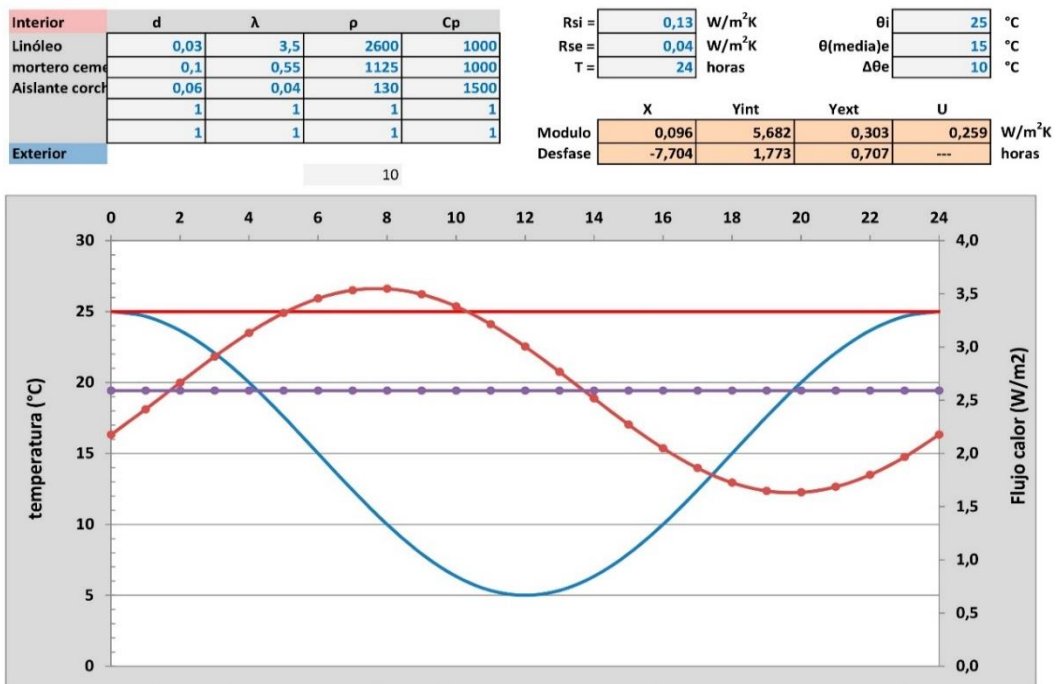 Interior d λ ρ Cp
Linóleo 0,03 3,5 2600 1000
mortero ceme 0,1 0,55 1125 1000
Aislante corch 0,06 0,04 130 1500
1 1 1 1
1 1 1 1
Exterior
10
Rsi = 0,13 W/m²K
Rse = 0,04 W/m²K
T = 24 horas
θi 25 °C
θ(media)e 15 °C
Δθe 10 °C
X Yint Yext U
Modulo 0,096 5,682 0,303 0,259 W/m²K
Desfase -7,704 1,773 0,707 --- horas
0 2 4 6 8 10 12 14 16 18 20 22 24
30 4,0
25 3,5
20 3,0
15 2,5
10 2,0
5 1,5
0 1,0
0,5
0,0
temperatura (°C)
Flujo calor (W/m2)